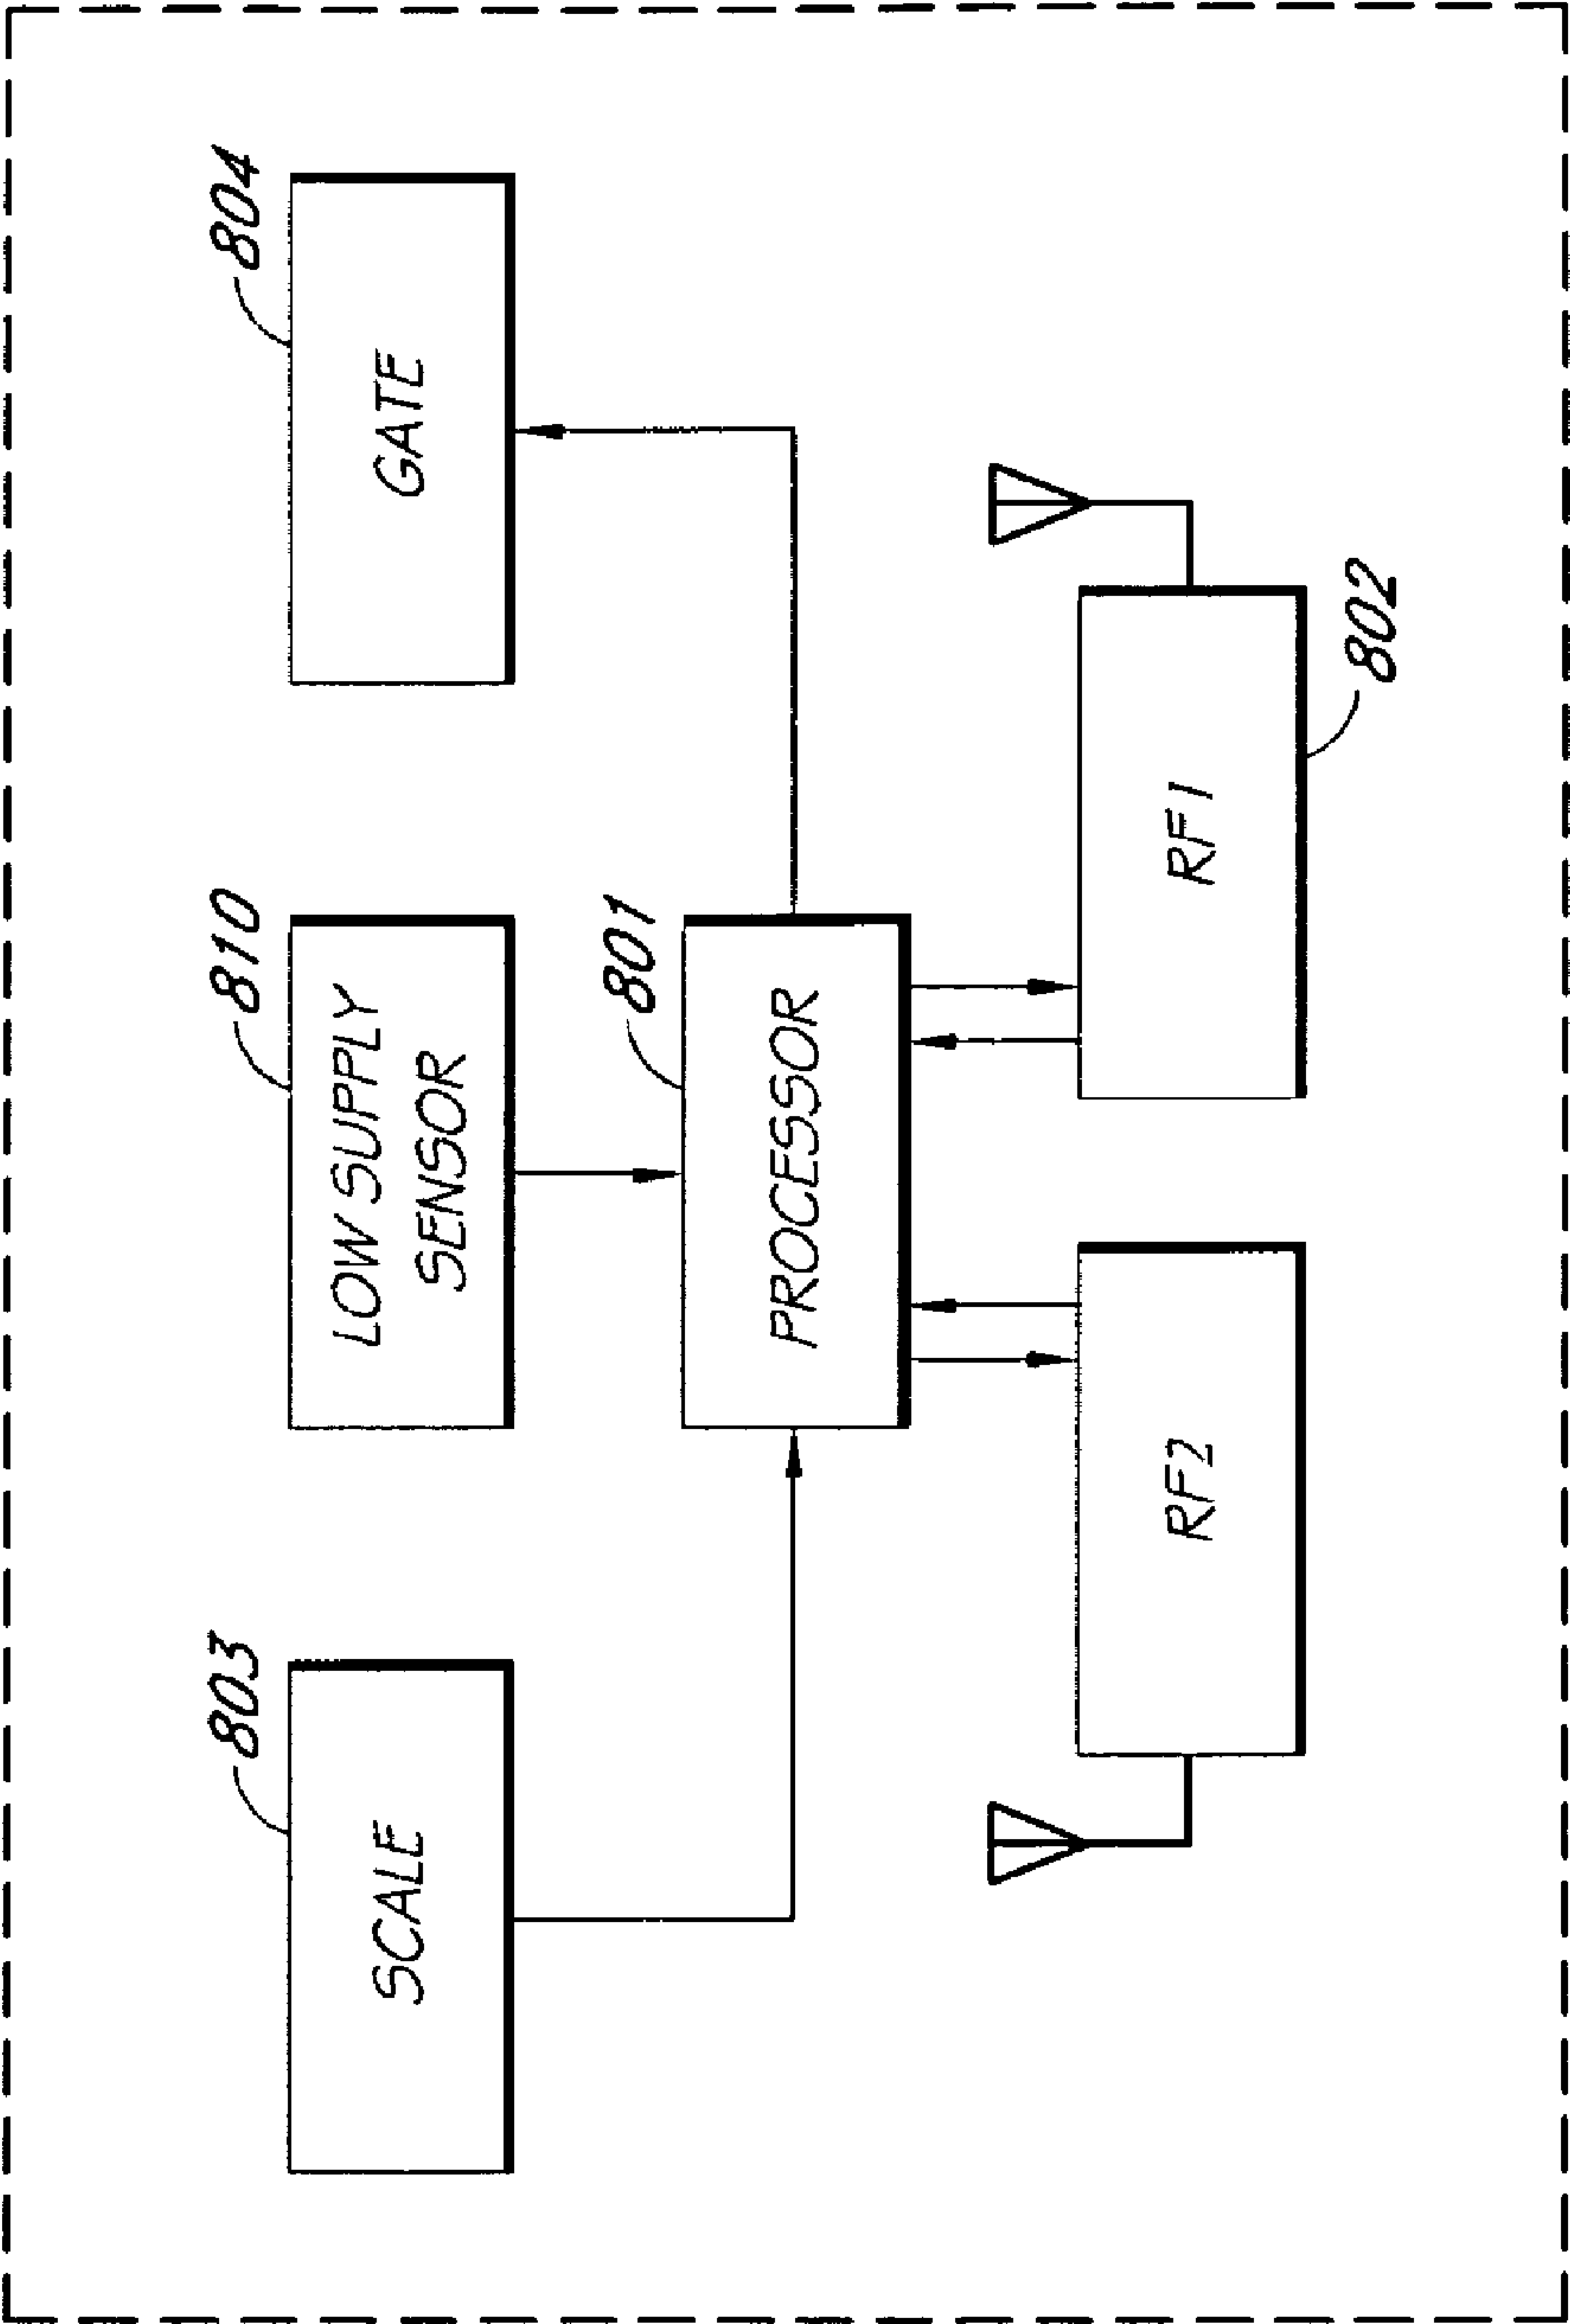 803
810
804
SCALE
LOW SUPPLY
SENSOR
GATE
801
PROCESSOR
RF2
RF1
802